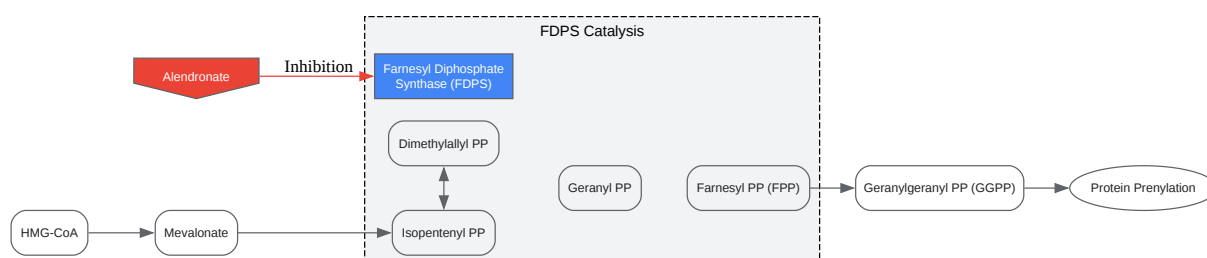 FDPS Catalysis
Alendronate
Inhibition
Farnesyl Diphosphate
Synthase (FDPS)
Dimethylallyl PP
Geranyl PP
Farnesyl PP (FPP)
Geranylgeranyl PP (GGPP)
Protein Prenylation
HMG-CoA
Mevalonate
Isopentenyl PP